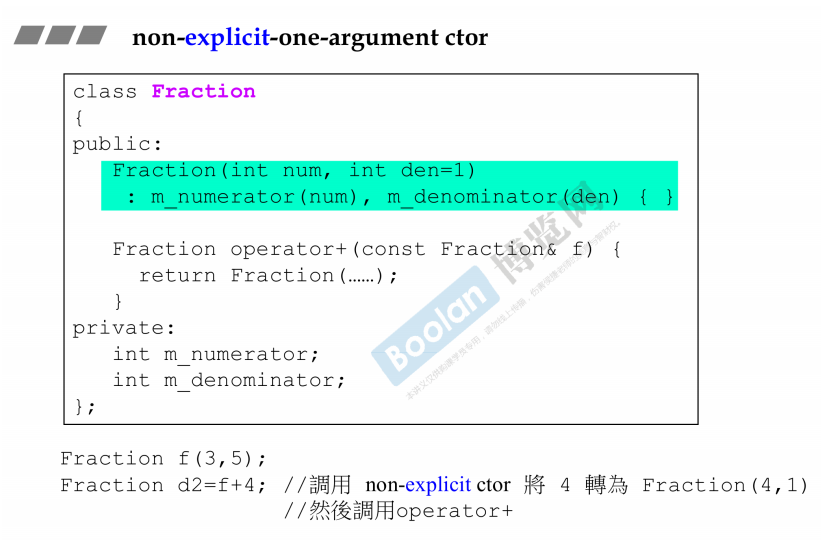 non-explicit-one-argument ctor
class Fraction
{
public:
Fraction(int num, int den=1)
: m_numerator(num), m_denominator(den) { }
Fraction operator+(const Fraction& f) {
return Fraction(……);
}
private:
int m_numerator;
int m_denominator;
};
Boolan 博览网
Fraction f(3,5);
Fraction d2=f+4; //調用 non-explicit ctor 將 4 轉為 Fraction(4,1)
//然後調用operator+